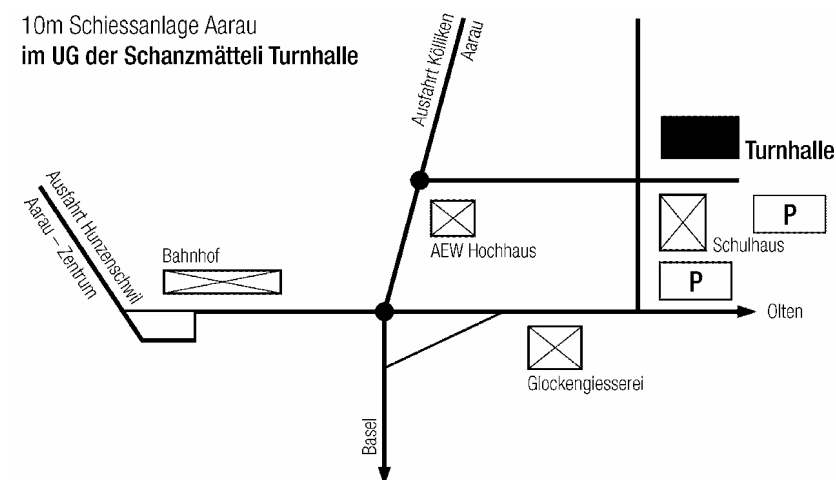 10m Schiessanlage Aarau
im UG der Schanzmätteli Turnhalle
Ausfahrt Kölliken
Aarau
Turnhalle
Ausfahrt Hunzenschwil
Aarau – Zentrum
Bahnhof
AEW Hochhaus
Schulhaus
P
P
Olten
Glockengiesserei
Basel